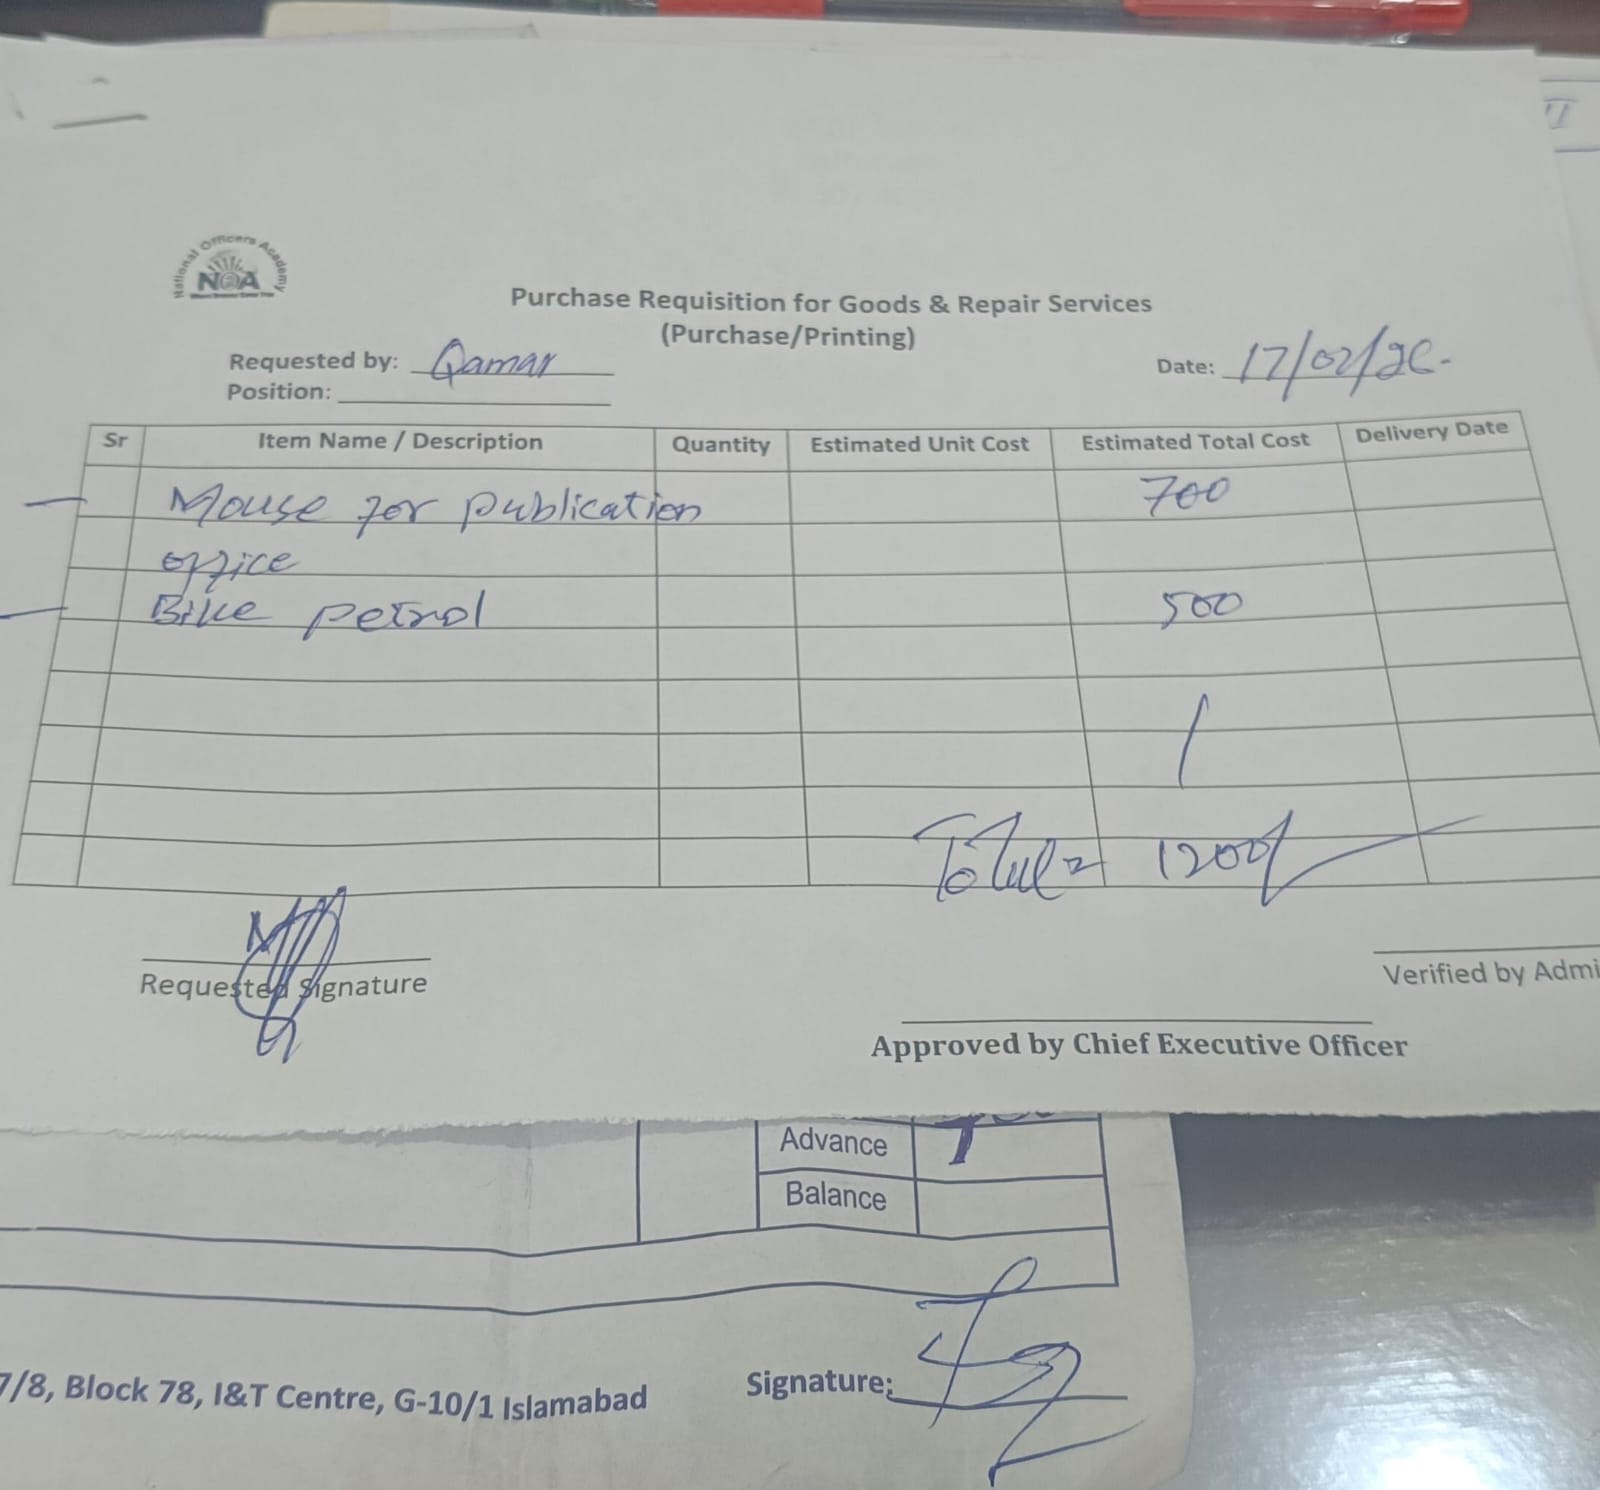 National Officers Academy
NOA
Purchase Requisition for Goods & Repair Services
(Purchase/Printing)
Requested by: Qamar
Date: 17/02/26.
Position:
Sr Item Name / Description Quantity Estimated Unit Cost Estimated Total Cost Delivery Date
Mouse for publication 700
office
Bike petrol 500
Total = 1200/
Requested Signature
Verified by Admi
Approved by Chief Executive Officer
Advance
Balance
7/8, Block 78, I&T Centre, G-10/1 Islamabad
Signature: